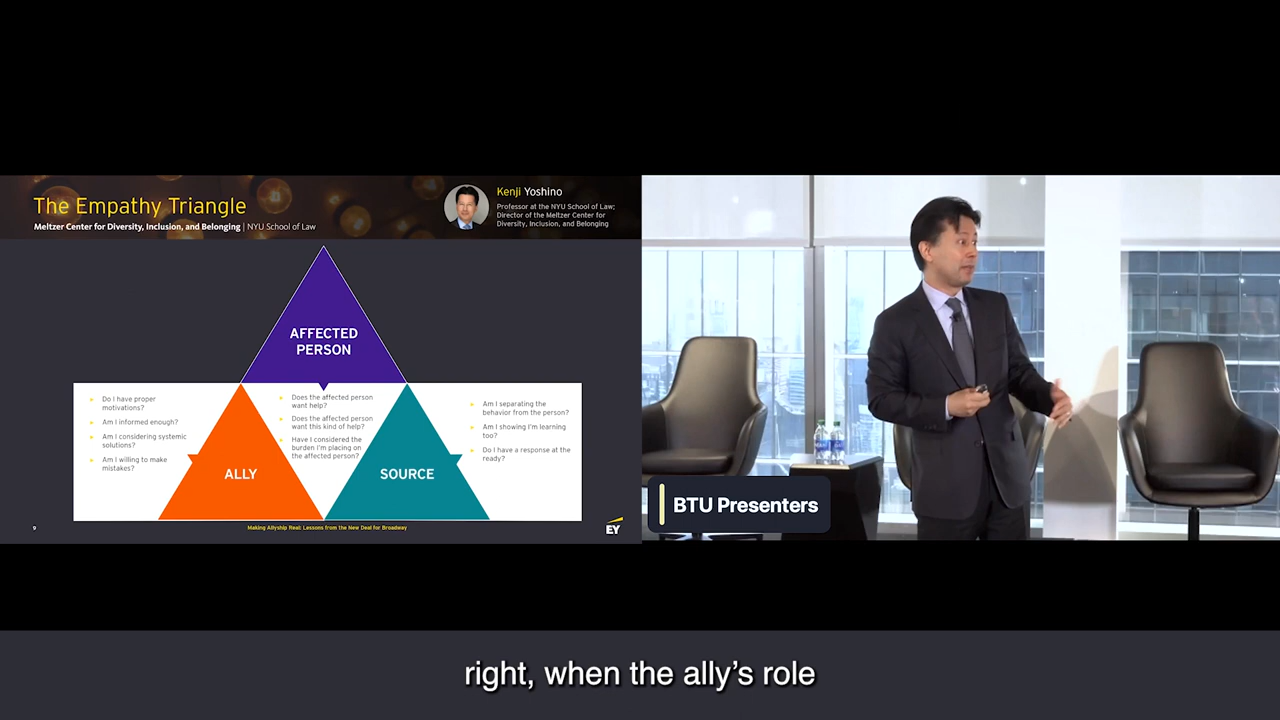 The Empathy Triangle
Meltzer Center for Diversity, Inclusion, and Belonging | NYU School of Law
Kenji Yoshino
Professor at the NYU School of Law;
Director of the Meltzer Center for
Diversity, Inclusion, and Belonging
AFFECTED
PERSON
Do I have proper
motivations?
Am I informed enough?
Am I considering systemic
solutions?
Am I willing to make
mistakes?
ALLY
Does the affected person
want help?
Does the affected person
want this kind of help?
Have I considered the
burden I'm placing on
the affected person?
SOURCE
Am I separating the
behavior from the person?
Am I showing I'm learning
too?
Do I have a response at the
ready?
9
Making Allyship Real: Lessons from the New Deal for Broadway
EY
BTU Presenters
right, when the ally's role